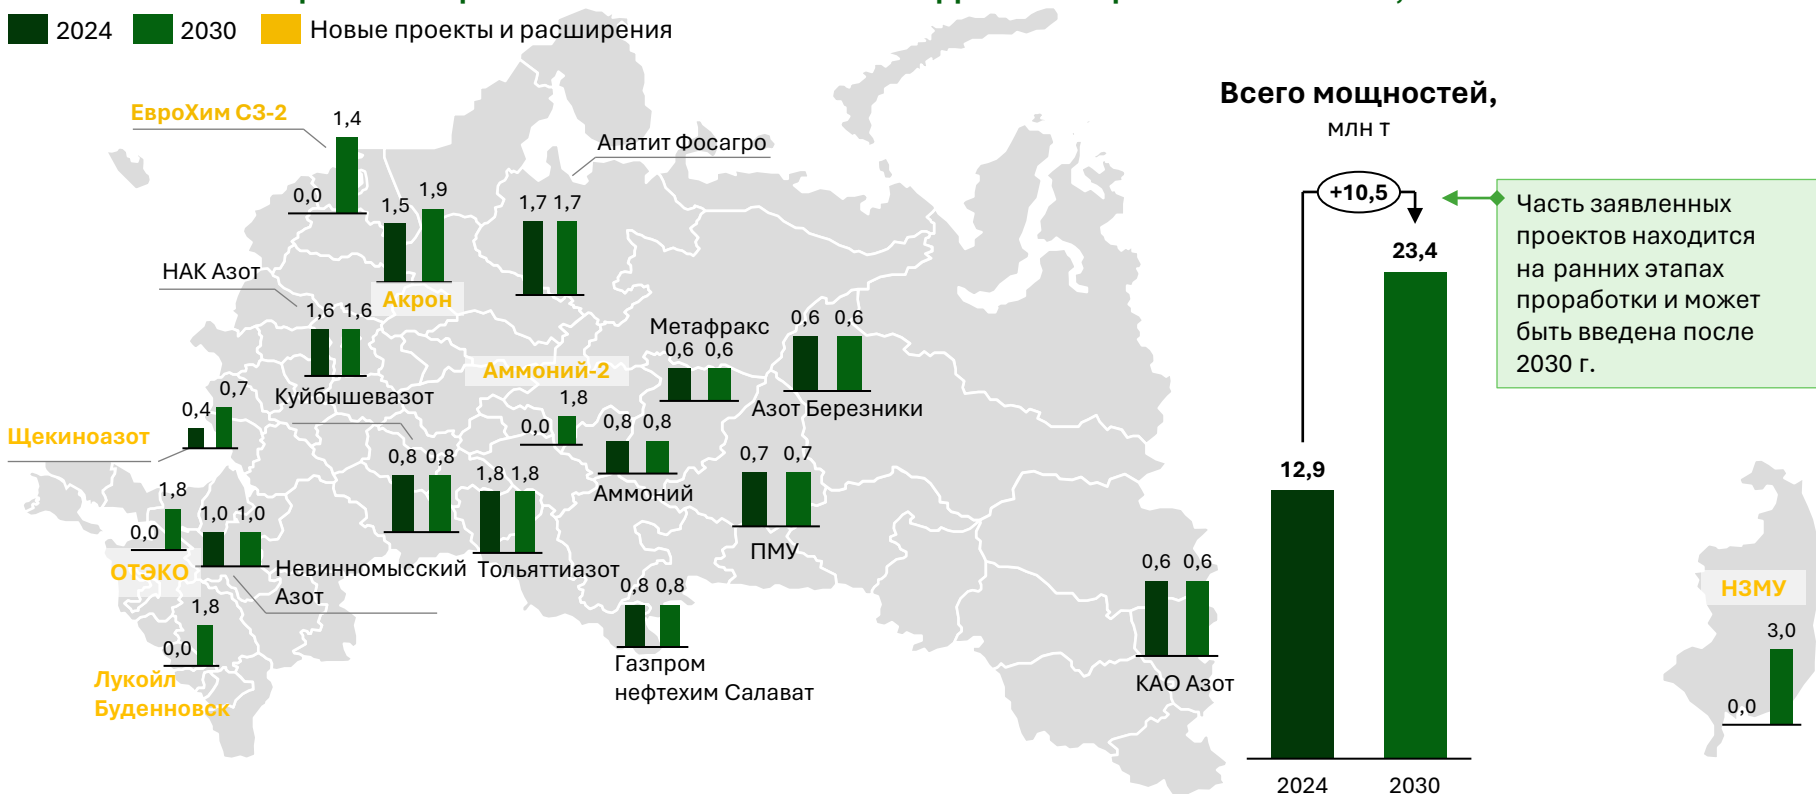 2024 2030 Новые проекты и расширения
ЕвроХим СЗ-2
0,0 1,4
Апатит Фосагро
1,7 1,7
1,5 1,9
Акрон
НАК Азот
1,6 1,6
Метафракс
0,6 0,6
0,6 0,6
Азот Березники
Аммоний-2
0,0 1,8
Куйбышевазот
0,8 0,8
0,4 0,7
Щекиноазот
0,8 0,8
Аммоний
1,8 1,8
Тольяттиазот
0,7 0,7
ПМУ
0,0 1,8
ОТЭКО
1,0 1,0
Невинномысский
Азот
0,0 1,8
Лукойл
Буденновск
0,8 0,8
Газпром
нефтехим Салават
0,6 0,6
КАО Азот
Всего мощностей,
млн т
+10,5
12,9
23,4
2024 2030
Часть заявленных
проектов находится
на ранних этапах
проработки и может
быть введена после
2030 г.
НЗМУ
0,0 3,0